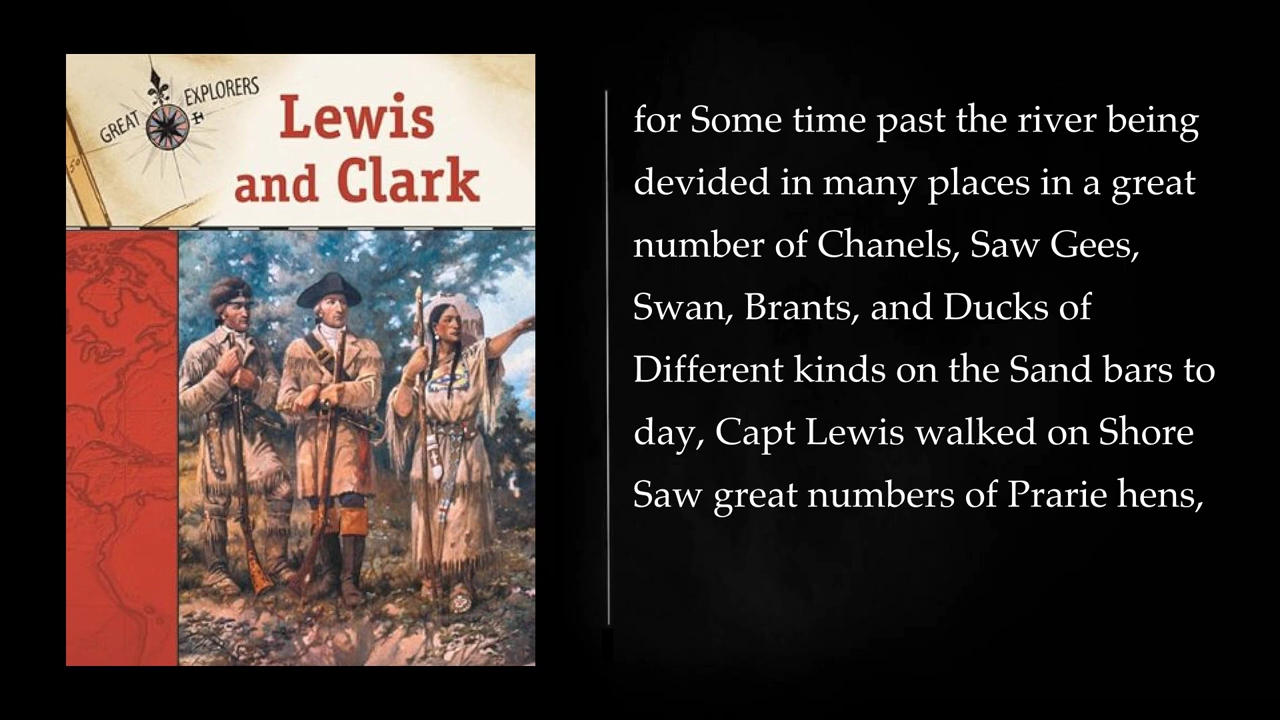 GREAT EXPLORERS
Lewis
and Clark
50
for Some time past the river being
devided in many places in a great
number of Chanels, Saw Gees,
Swan, Brants, and Ducks of
Different kinds on the Sand bars to
day, Capt Lewis walked on Shore
Saw great numbers of Prarie hens,